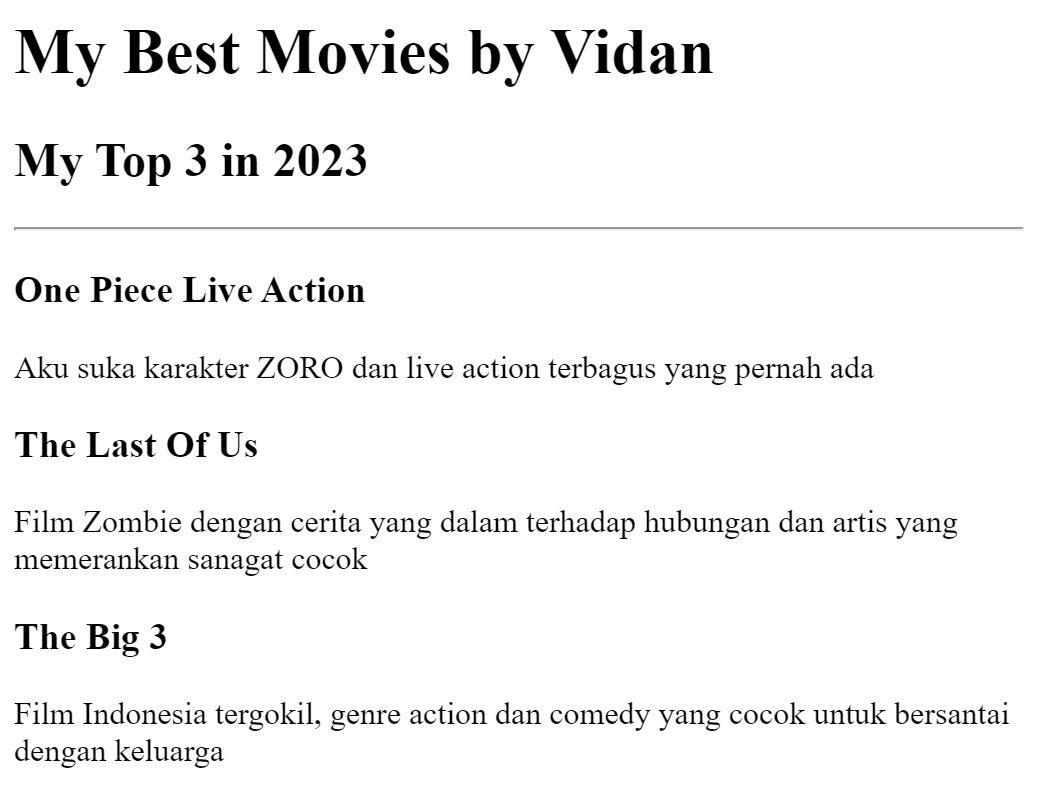 My Best Movies by Vidan
My Top 3 in 2023
One Piece Live Action
Aku suka karakter ZORO dan live action terbagus yang pernah ada
The Last Of Us
Film Zombie dengan cerita yang dalam terhadap hubungan dan artis yang
memerankan sanagat cocok
The Big 3
Film Indonesia tergokil, genre action dan comedy yang cocok untuk bersantai
dengan keluarga